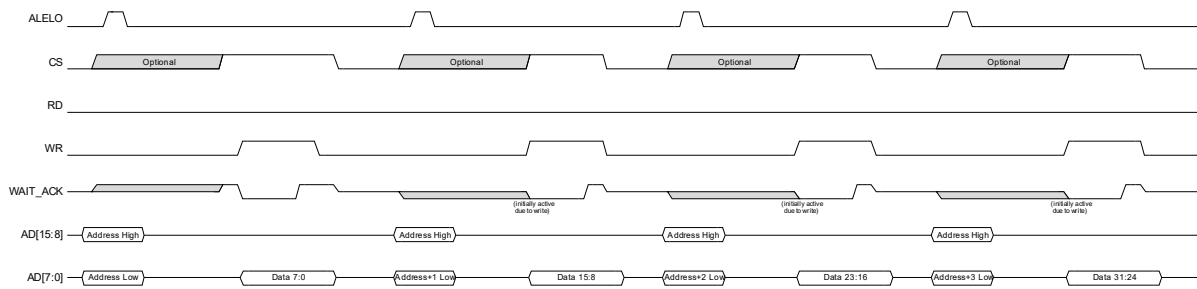 ALELO
CS Optional Optional Optional Optional
RD
WR
WAIT_ACK
(initially active (initially active (initially active
due to write) due to write) due to write)
AD[15:8] Address High Address High Address High Address High
AD[7:0] Address Low Data 7:0 Address+1 Low Data 15:8 Address+2 Low Data 23:16 Address+3 Low Data 31:24